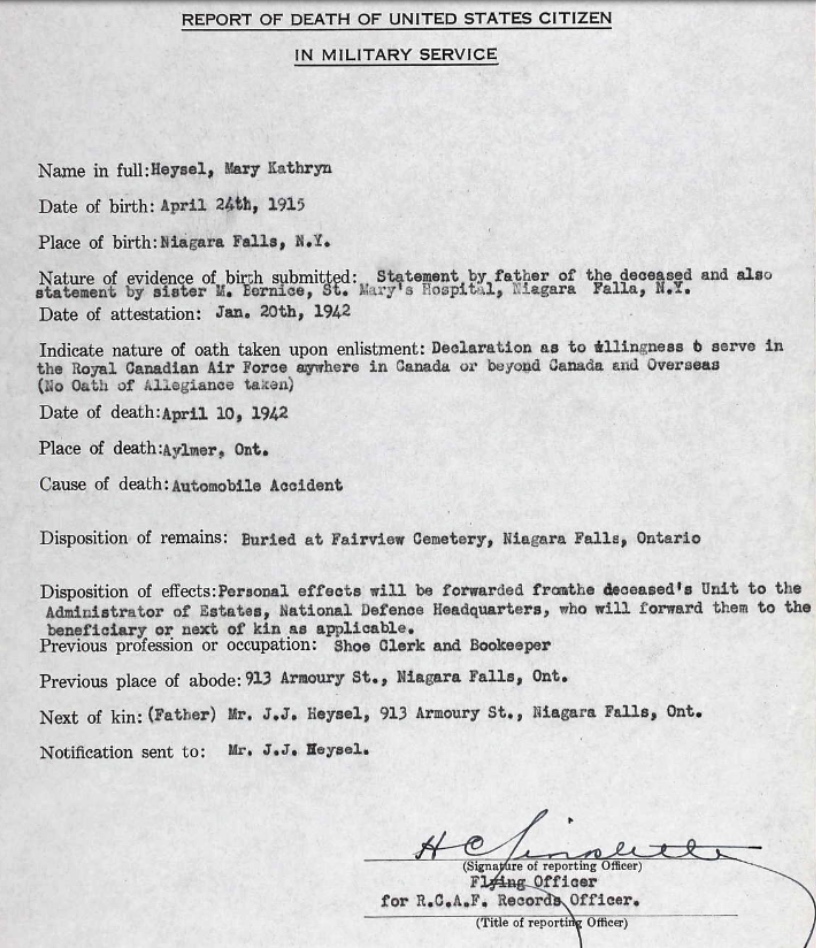 REPORT OF DEATH OF UNITED STATES CITIZEN
IN MILITARY SERVICE
Name in full: Heysel, Mary Kathryn
Date of birth: April 24th, 1915
Place of birth: Niagara Falls, N.Y.
Nature of evidence of birth submitted: Statement by father of the deceased and also
statement by sister M. Bernice, St. Mary's Hospital, Niagara Falla, N.Y.
Date of attestation: Jan. 20th, 1942
Indicate nature of oath taken upon enlistment: Declaration as to illingness to serve in
the Royal Canadian Air Force aywhere in Canada or beyond Canada and Overseas
(No Oath of Allegiance taken)
Date of death: April 10, 1942
Place of death: Aylmer, Ont.
Cause of death: Automobile Accident
Disposition of remains: Buried at Fairview Cemetery, Niagara Falls, Ontario
Disposition of effects: Personal effects will be forwarded fromthe deceased's Unit to the
Administrator of Estates, National Defence Headquarters, who will forward them to the
beneficiary or next of kin as applicable.
Previous profession or occupation: Shoe Clerk and Bookeeper
Previous place of abode: 913 Armoury St., Niagara Falls, Ont.
Next of kin: (Father) Mr. J.J. Heysel, 913 Armoury St., Niagara Falls, Ont.
Notification sent to: Mr. J.J. Heysel.
H C
(Signature of reporting Officer)
Flying Officer
for R.C.A.F. Records Officer.
(Title of reporting Officer)